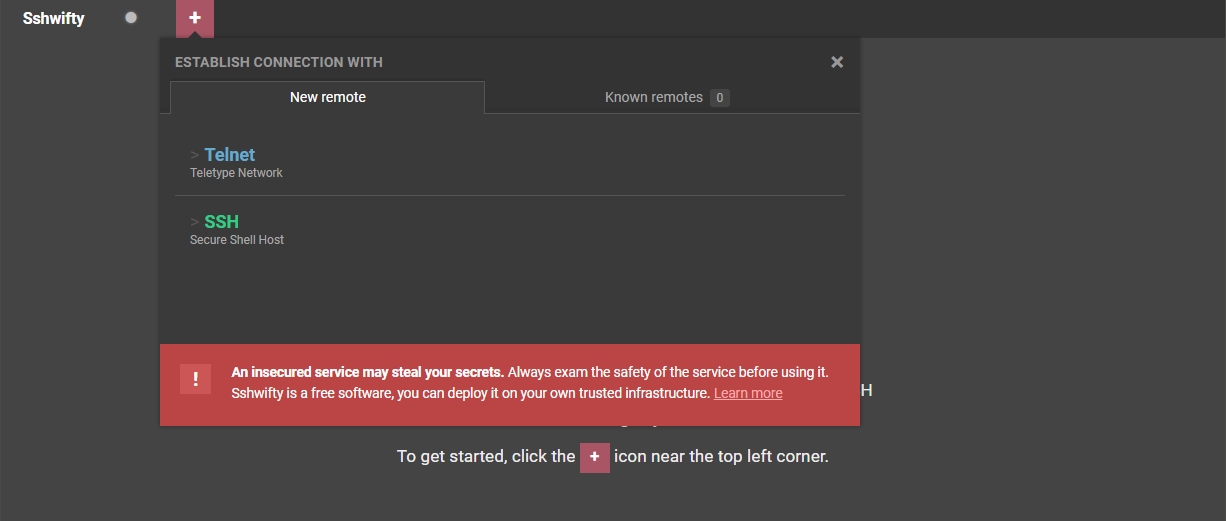 Sshwifty
+
ESTABLISH CONNECTION WITH
×
New remote
Known remotes 0
> Telnet
Teletype Network
> SSH
Secure Shell Host
! An insecured service may steal your secrets. Always exam the safety of the service before using it.
Sshwifty is a free software, you can deploy it on your own trusted infrastructure. Learn more
H
To get started, click the + icon near the top left corner.